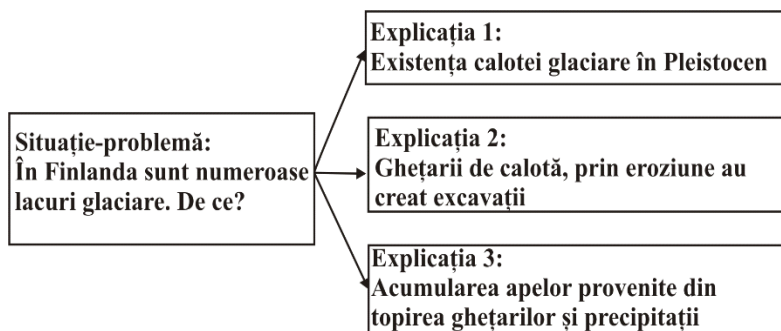 Situație-problemă:
În Finlanda sunt numeroase
lacuri glaciare. De ce?
Explicația 1:
Existența calotei glaciare în Pleistocen
Explicația 2:
Ghețarii de calotă, prin eroziune au
creat excavații
Explicația 3:
Acumularea apelor provenite din
topirea ghețarilor și precipitații